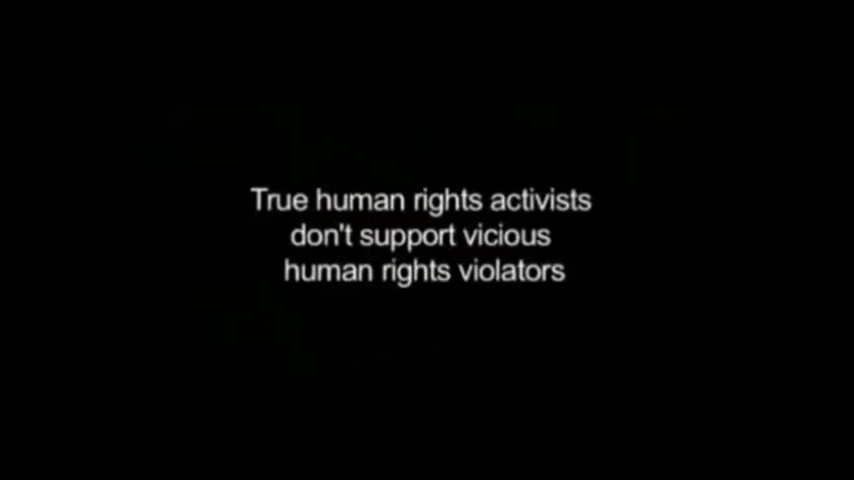 True human rights activists
don't support vicious
human rights violators